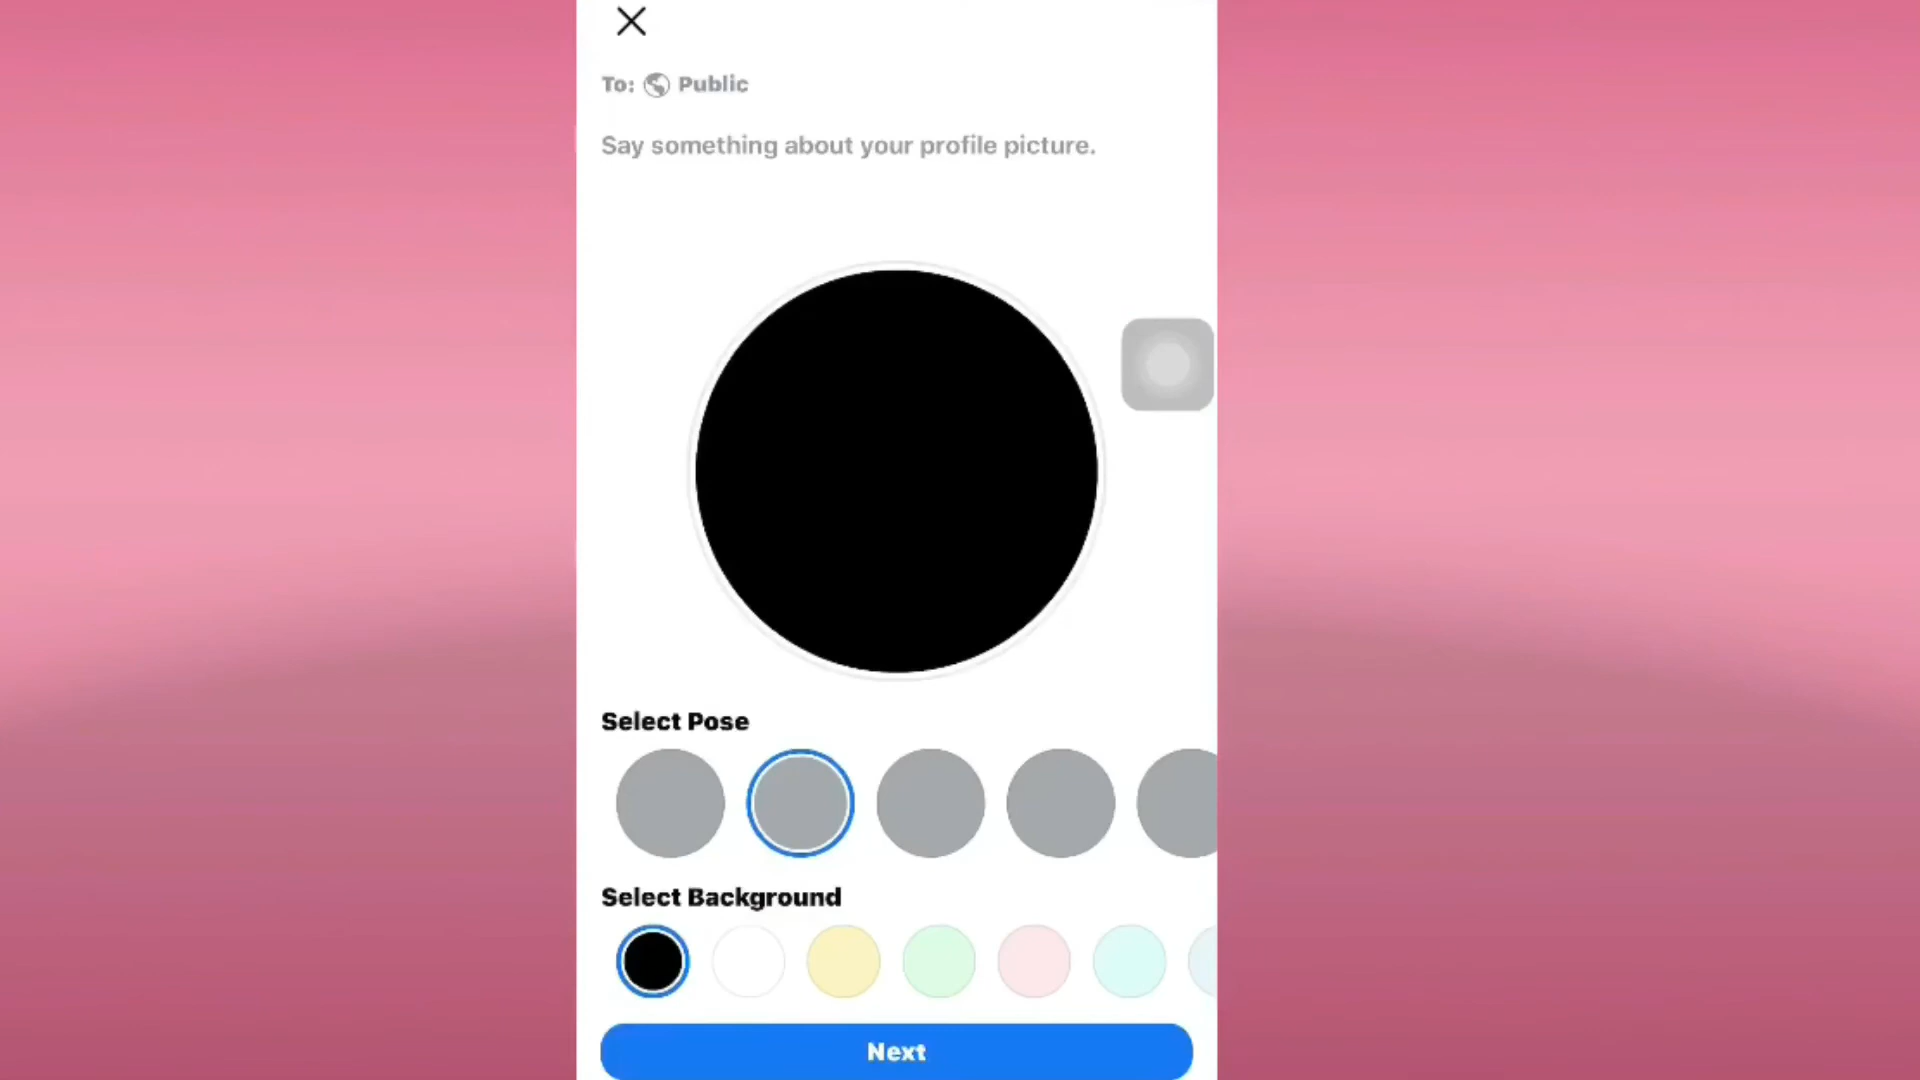 To: Public
Say something about your profile picture.
Select Pose
Select Background
Next